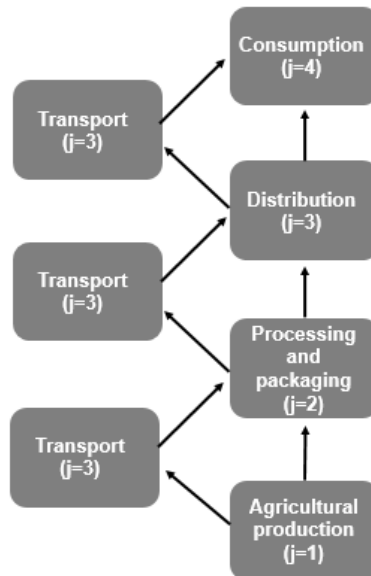 Consumption
(j=4)
Transport
(j=3)
Distribution
(j=3)
Transport
(j=3)
Processing
and
packaging
(j=2)
Transport
(j=3)
Agricultural
production
(j=1)